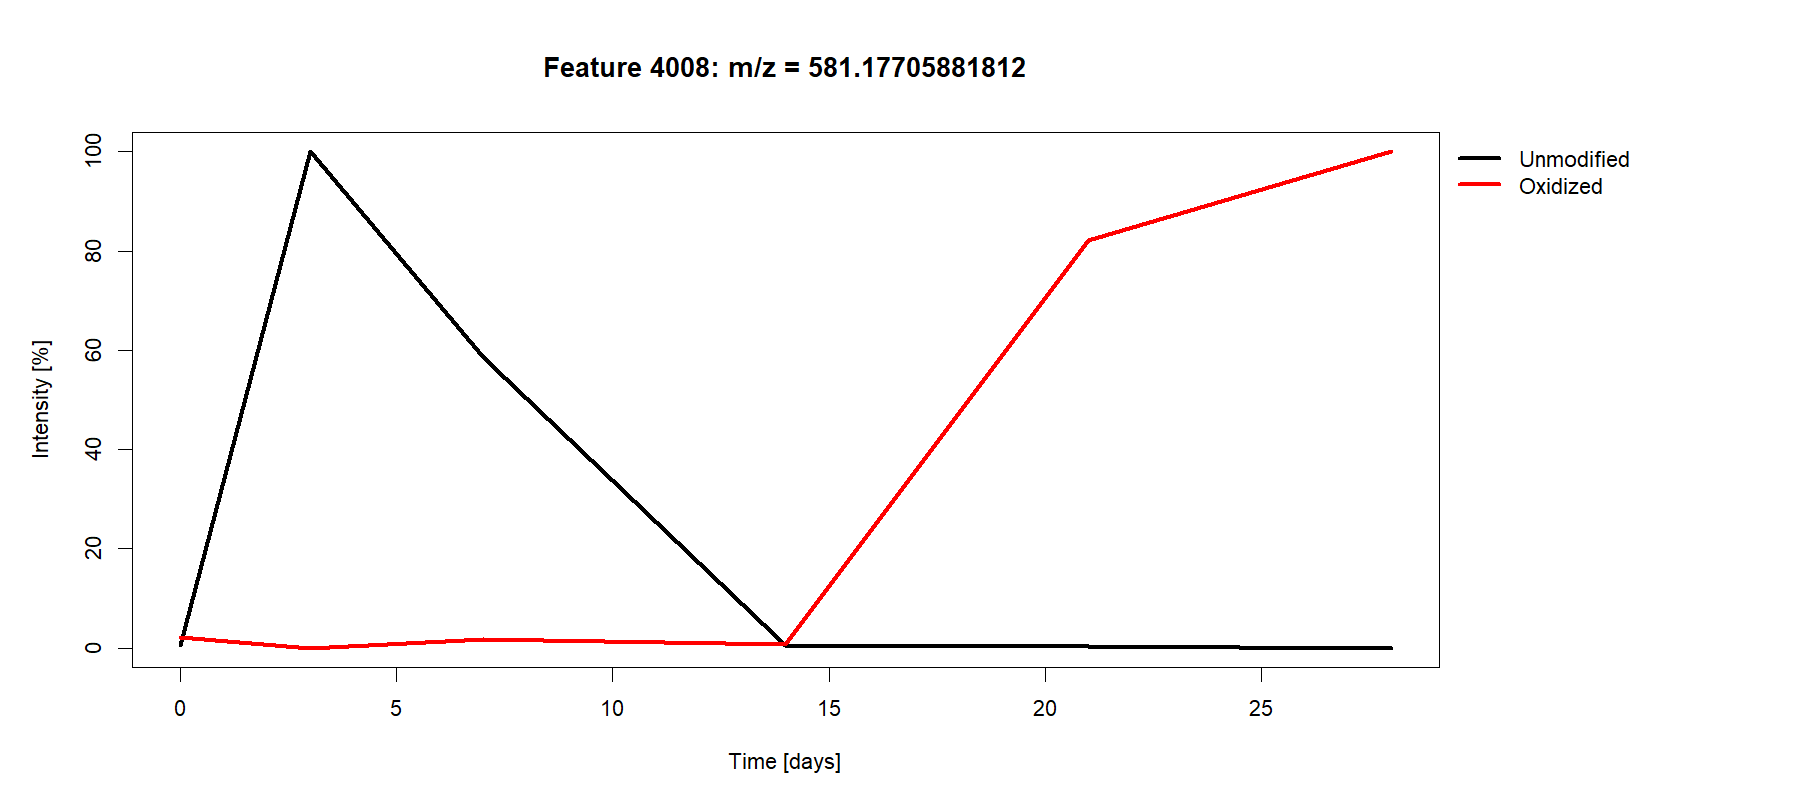 Feature 4008: m/z = 581.17705881812
Unmodified
Oxidized
Intensity [%]
100
80
60
40
20
0
0 5 10 15 20 25
Time [days]